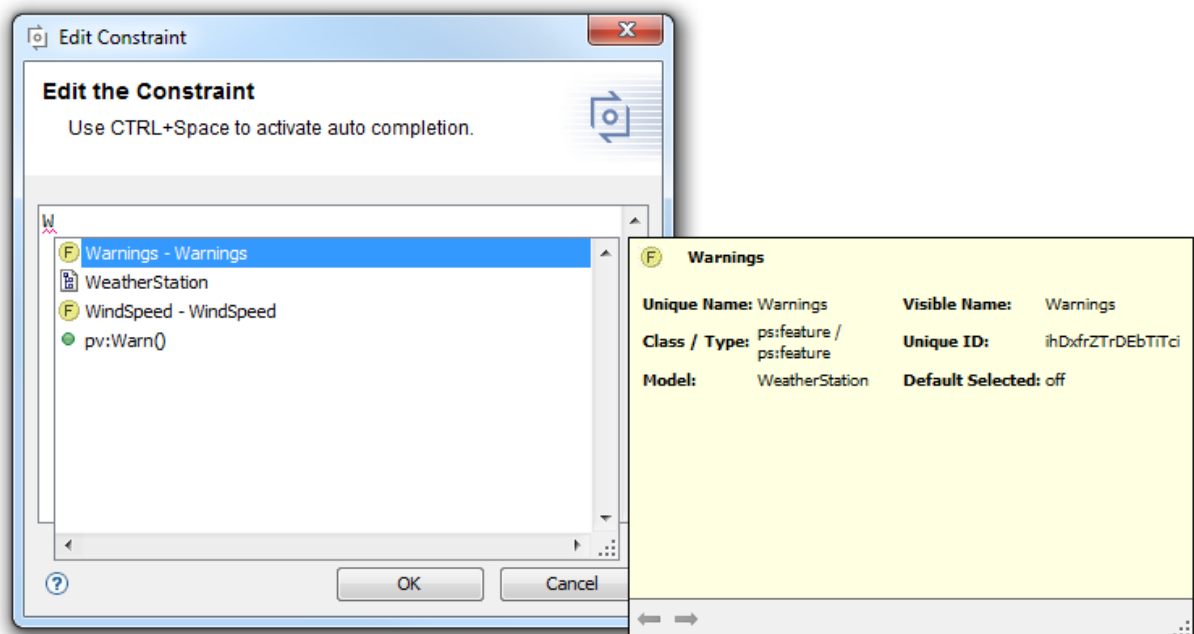 Edit Constraint
Edit the Constraint
Use CTRL+Space to activate auto completion.
W
F Warnings - Warnings
WeatherStation
F WindSpeed - WindSpeed
pv:Warn()
OK
Cancel
F Warnings
Unique Name: Warnings Visible Name: Warnings
Class / Type: ps:feature / ps:feature Unique ID: ihDxfrZTrDEbTiTci
Model: WeatherStation Default Selected: off